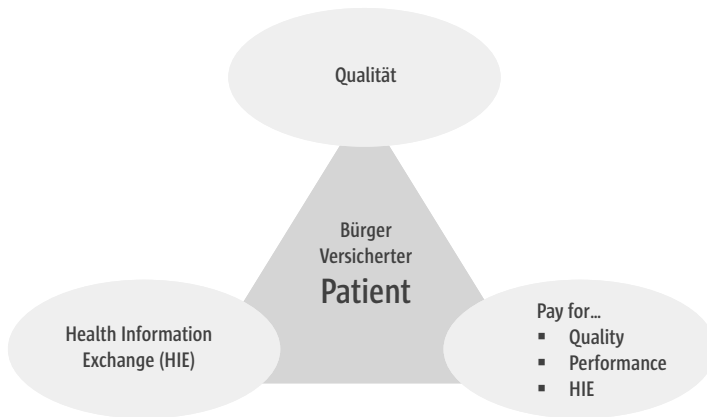 Qualität
Bürger
Versicherter
Patient
Health Information
Exchange (HIE)
Pay for...
▪ Quality
▪ Performance
▪ HIE